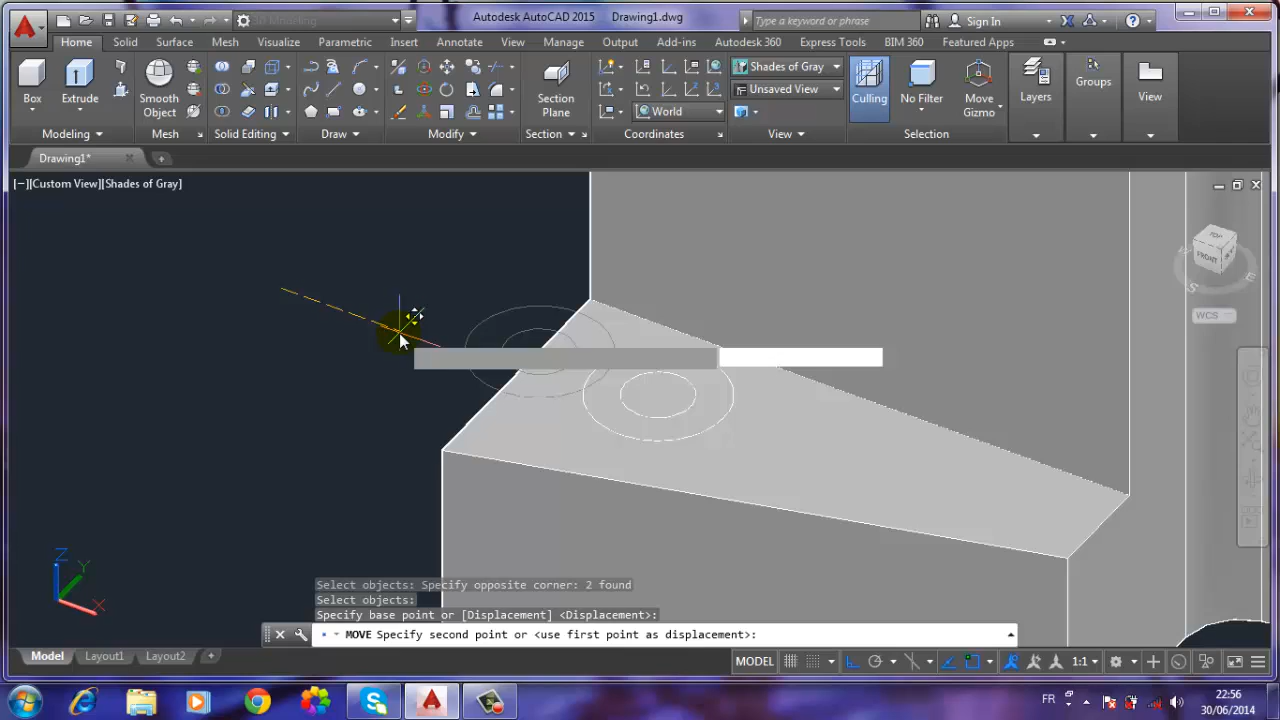 3D Modeling
Autodesk AutoCAD 2015 Drawing1.dwg
Type a keyword or phrase
Sign In
Home Solid Surface Mesh Visualize Parametric Insert Annotate View Manage Output Add-ins Autodesk 360 Express Tools BIM 360 Featured Apps
Box
Extrude
Smooth Object
Section Plane
World
Shades of Gray
Unsaved View
Culling
No Filter
Move Gizmo
Layers
Groups
View
Modeling Mesh Solid Editing Draw Modify Section Coordinates View Selection
Drawing1*
[−][Custom View][Shades of Gray]
TOP
FRONT
W
S
E
WCS
Z
Y
X
Select objects: Specify opposite corner: 2 found
Select objects:
Specify base point or [Displacement] <Displacement>:
MOVE Specify second point or <use first point as displacement>:
Model Layout1 Layout2
MODEL
1:1
FR
22:56
30/06/2014